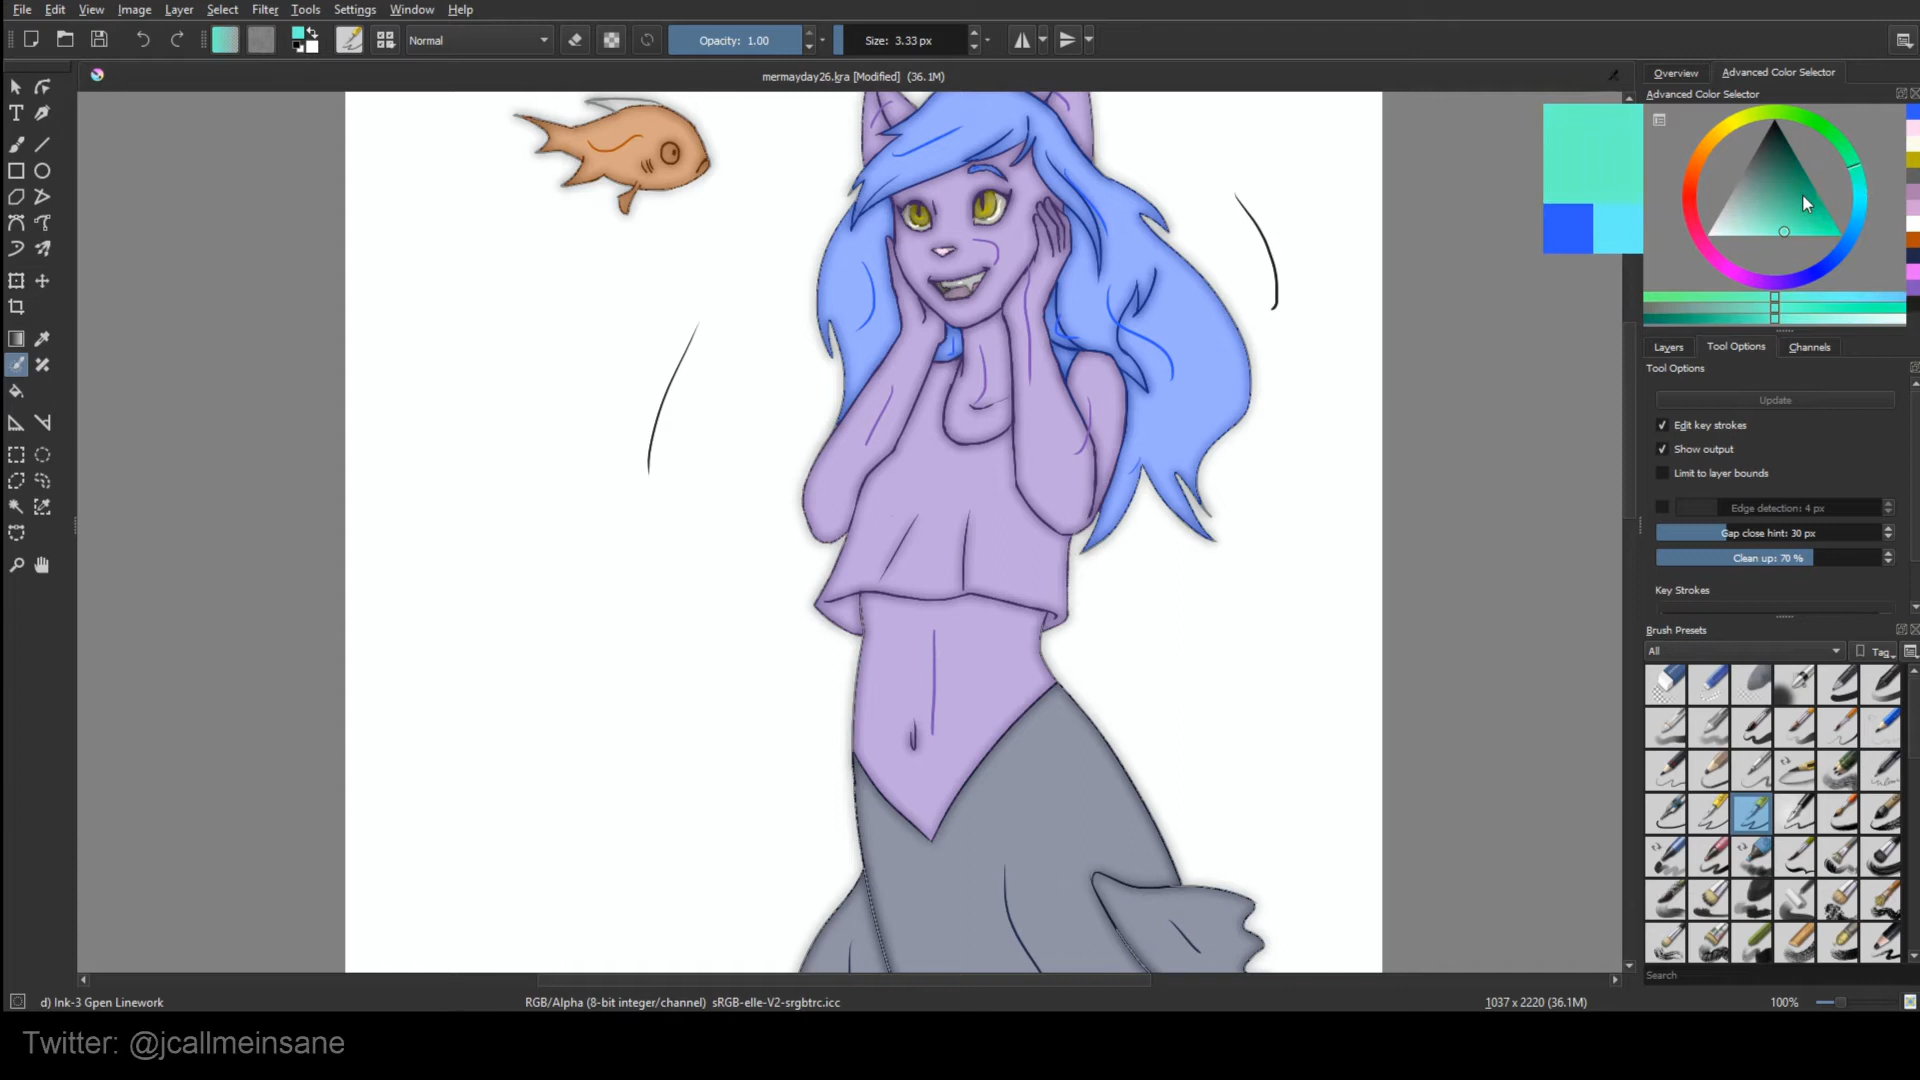 File Edit View Image Layer Select Filter Tools Settings Window Help
Normal Opacity: 1.00 Size: 3.33 px
mermayday26.kra [Modified] (36.1M)
Overview Advanced Color Selector
Advanced Color Selector
Layers Tool Options Channels
Tool Options
Update
Edit key strokes
Show output
Limit to layer bounds
Edge detection: 4 px
Gap close hint: 30 px
Clean up: 70 %
Key Strokes
Brush Presets
All Tag
Search
d) Ink-3 Gpen Linework RGB/Alpha (8-bit integer/channel) sRGB-elle-V2-srgbtrc.icc 1037 x 2220 (36.1M) 100%
Twitter: @jcallmeinsane